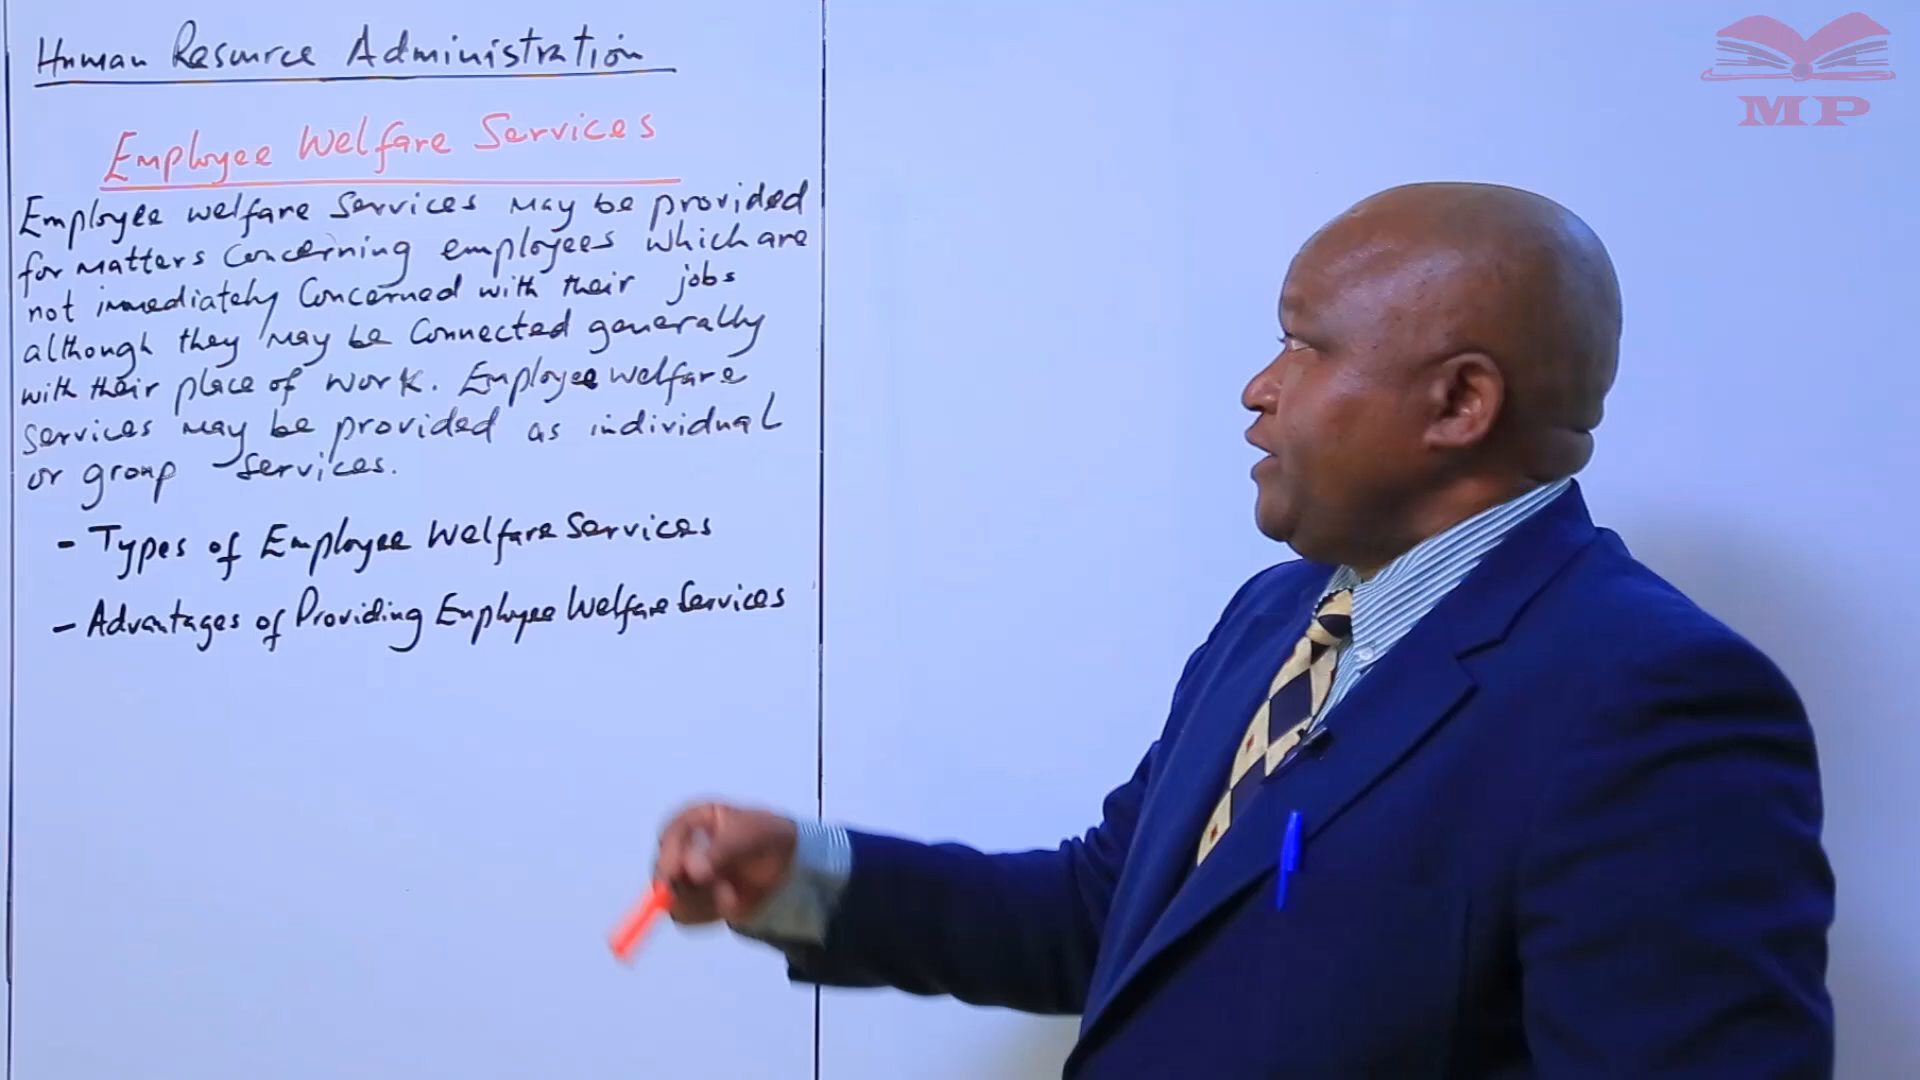 Human Resource Administration
Employee Welfare Services
Employee welfare services may be provided
for matters concerning employees which are
not immediately concerned with their jobs
although they may be connected generally
with their place of work. Employee welfare
services may be provided as individual
or group services.
- Types of Employee Welfare Services
- Advantages of Providing Employee Welfare Services
MP